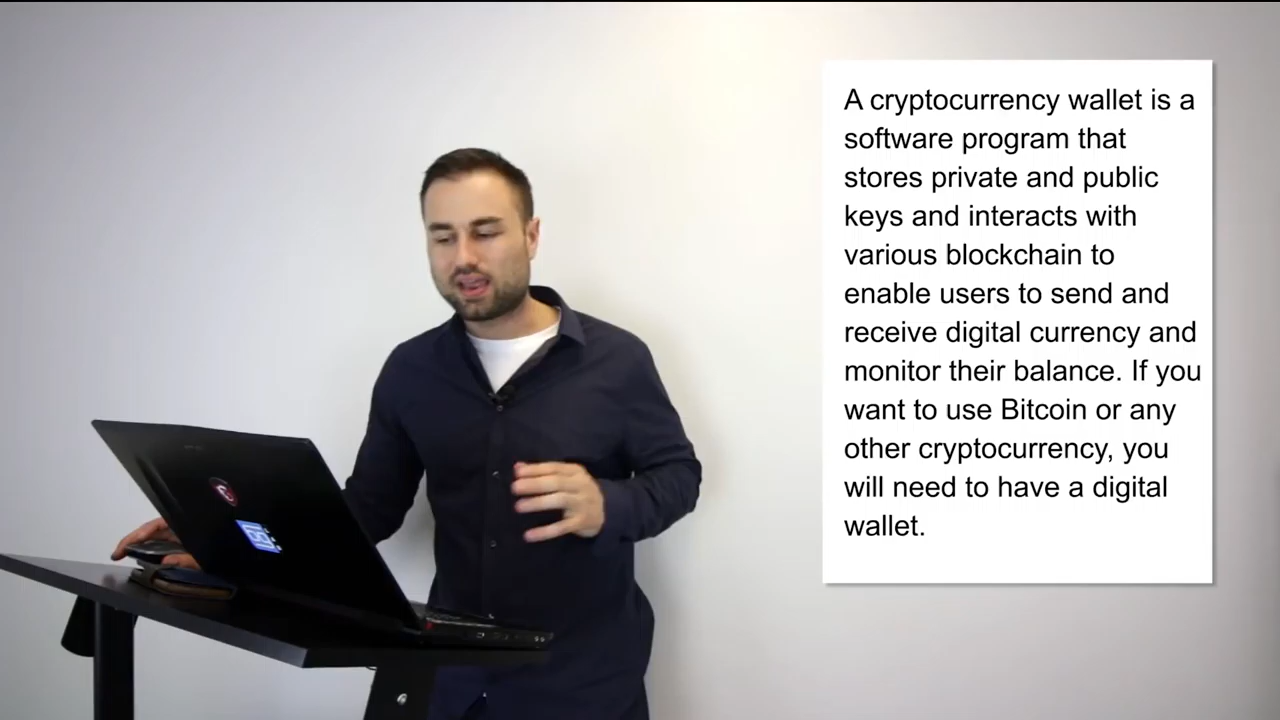 A cryptocurrency wallet is a
software program that
stores private and public
keys and interacts with
various blockchain to
enable users to send and
receive digital currency and
monitor their balance. If you
want to use Bitcoin or any
other cryptocurrency, you
will need to have a digital
wallet.